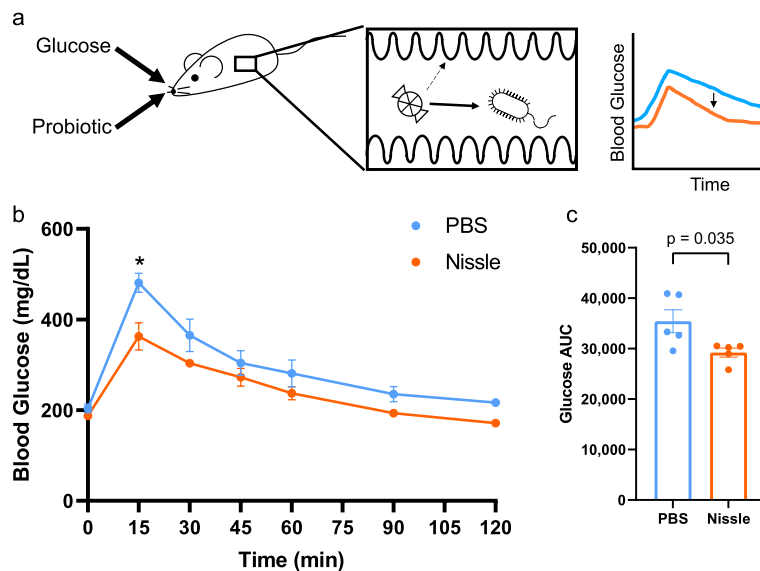 a
Glucose
Probiotic
Blood Glucose
Time
b
600
400
200
0
Blood Glucose (mg/dL)
*
PBS
Nissle
0 15 30 45 60 75 90 105 120
Time (min)
c
p = 0.035
50,000
40,000
30,000
20,000
10,000
0
Glucose AUC
PBS Nissle